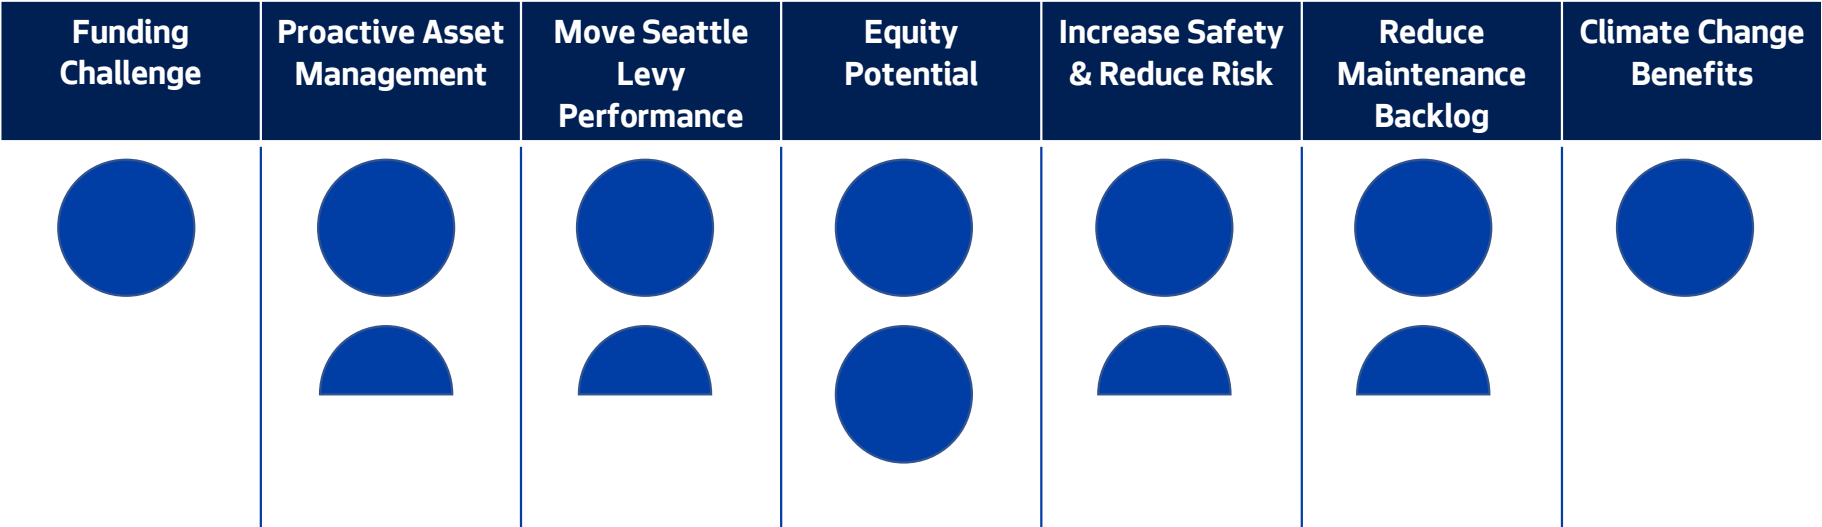 Funding
Challenge
Proactive Asset
Management
Move Seattle
Levy
Performance
Equity
Potential
Increase Safety
& Reduce Risk
Reduce
Maintenance
Backlog
Climate Change
Benefits